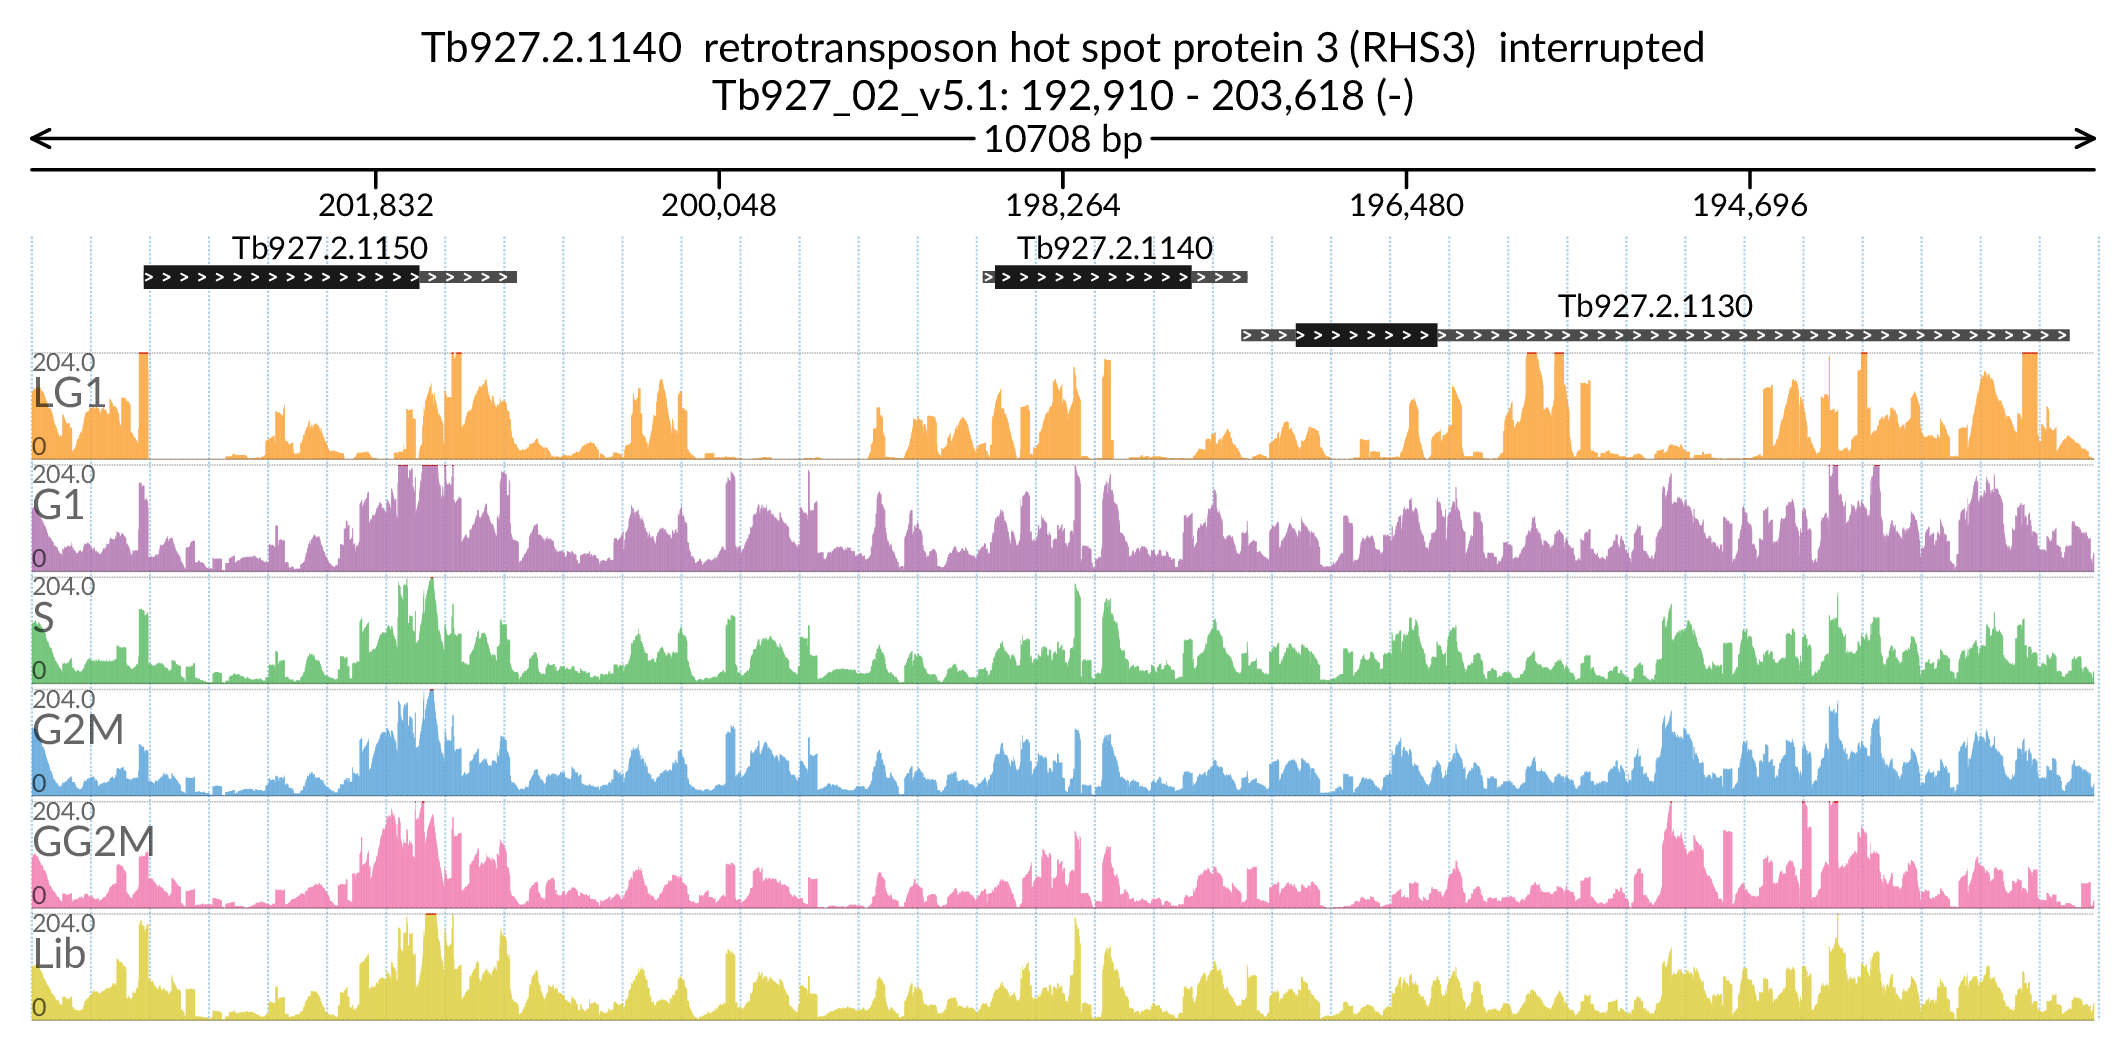 Tb927.2.1140 retrotransposon hot spot protein 3 (RHS3) interrupted
Tb927_02_v5.1: 192,910 - 203,618 (-)
10708 bp
201,832 200,048 198,264 196,480 194,696
Tb927.2.1150 Tb927.2.1140
Tb927.2.1130
204.0
LG1
0
204.0
G1
0
204.0
S
0
204.0
G2M
0
204.0
GG2M
0
204.0
Lib
0